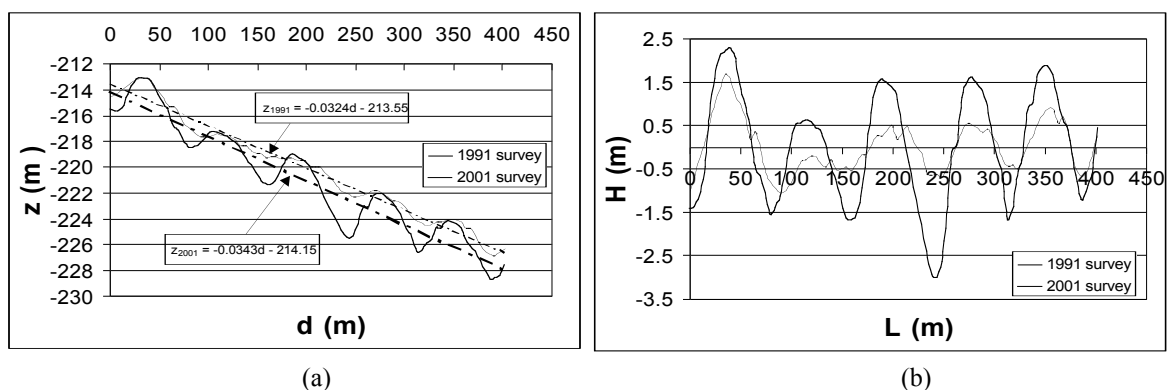 0 50 100 150 200 250 300 350 400 450
-212
-214
-216
-218
-220
-222
-224
-226
-228
-230
z (m)
z1991 = -0.0324d - 213.55
1991 survey
2001 survey
z2001 = -0.0343d - 214.15
d (m)
(a)
2.5
1.5
0.5
-0.5
-1.5
-2.5
-3.5
H (m)
0 50 100 150 200 250 300 350 400 450
1991 survey
2001 survey
L (m)
(b)